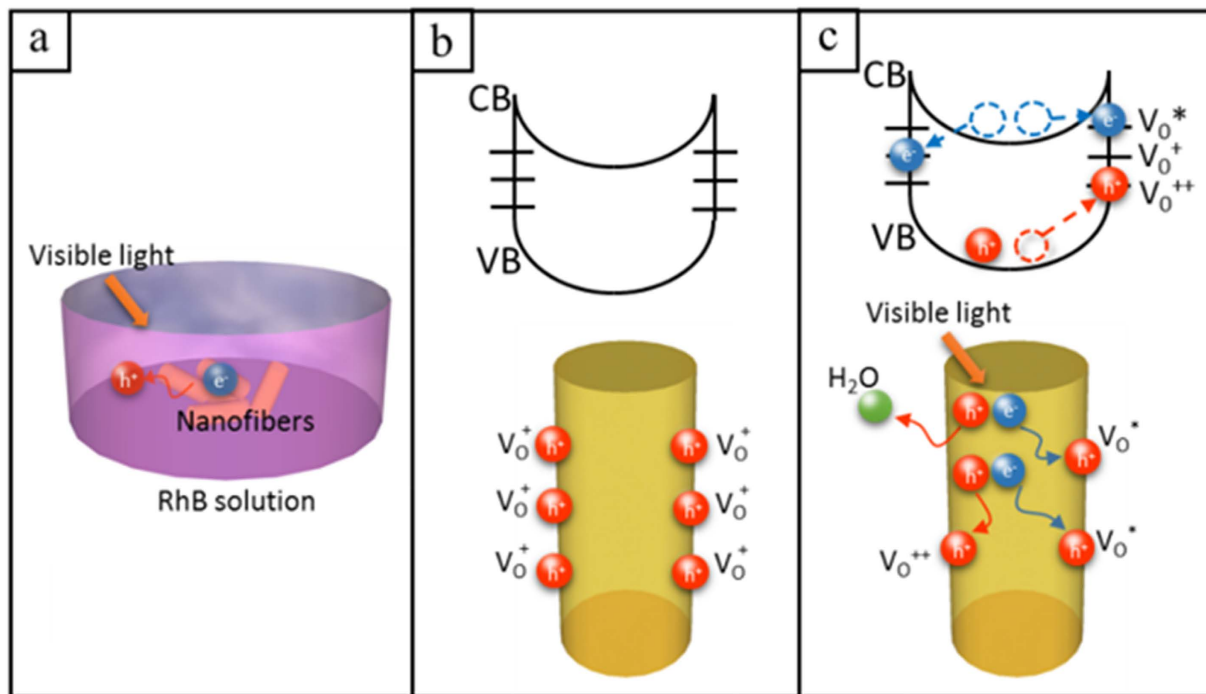 a
Visible light
h⁺
e⁻
Nanofibers
RhB solution
b
CB
VB
V₀⁺
h⁺
h⁺
V₀⁺
V₀⁺
h⁺
h⁺
V₀⁺
V₀⁺
h⁺
h⁺
V₀⁺
c
CB
e⁻
V₀*
e⁻
V₀⁺
h⁺
V₀⁺⁺
VB
h⁺
Visible light
H₂O
h⁺
e⁻
V₀*
h⁺
h⁺
e⁻
V₀⁺⁺
h⁺
h⁺
V₀*